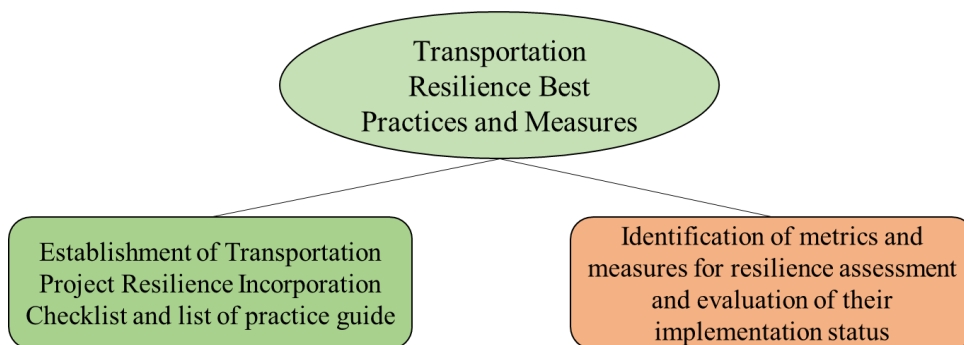 Transportation
Resilience Best
Practices and Measures
Establishment of Transportation
Project Resilience Incorporation
Checklist and list of practice guide
Identification of metrics and
measures for resilience assessment
and evaluation of their
implementation status